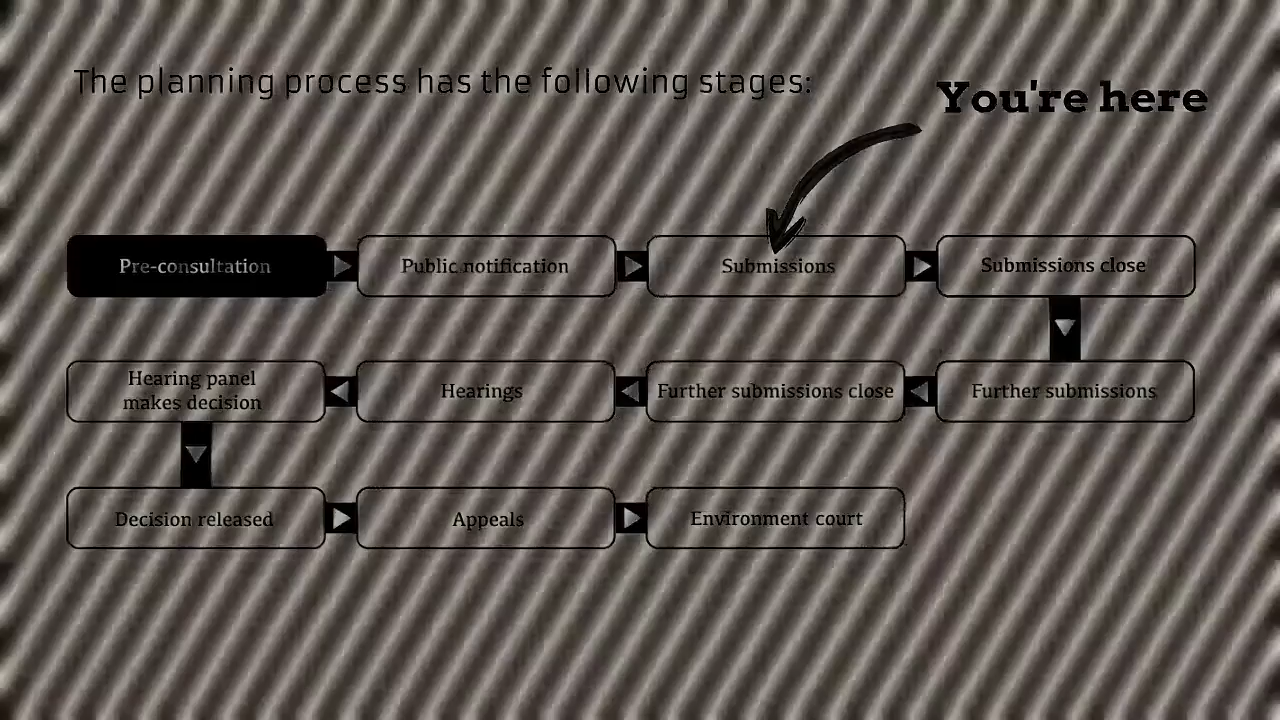 The planning process has the following stages:
You're here
Pre-consultation
Public notification
Submissions
Submissions close
Further submissions
Further submissions close
Hearings
Hearing panel
makes decision
Decision released
Appeals
Environment court